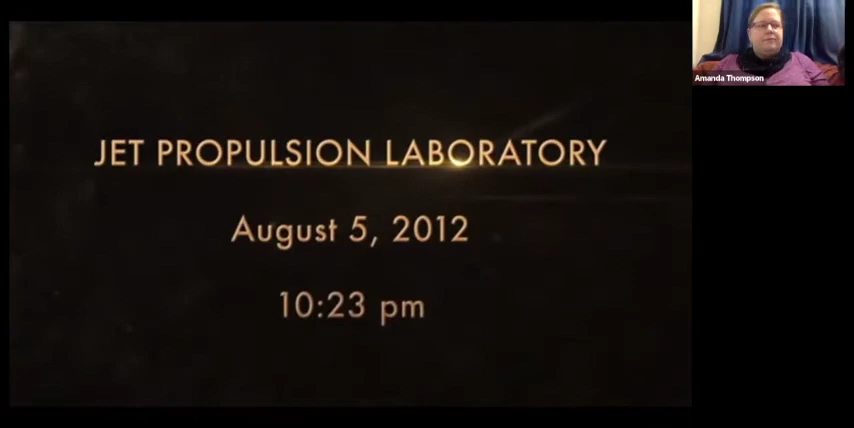 JET PROPULSION LABORATORY
August 5, 2012
10:23 pm
Amanda Thompson